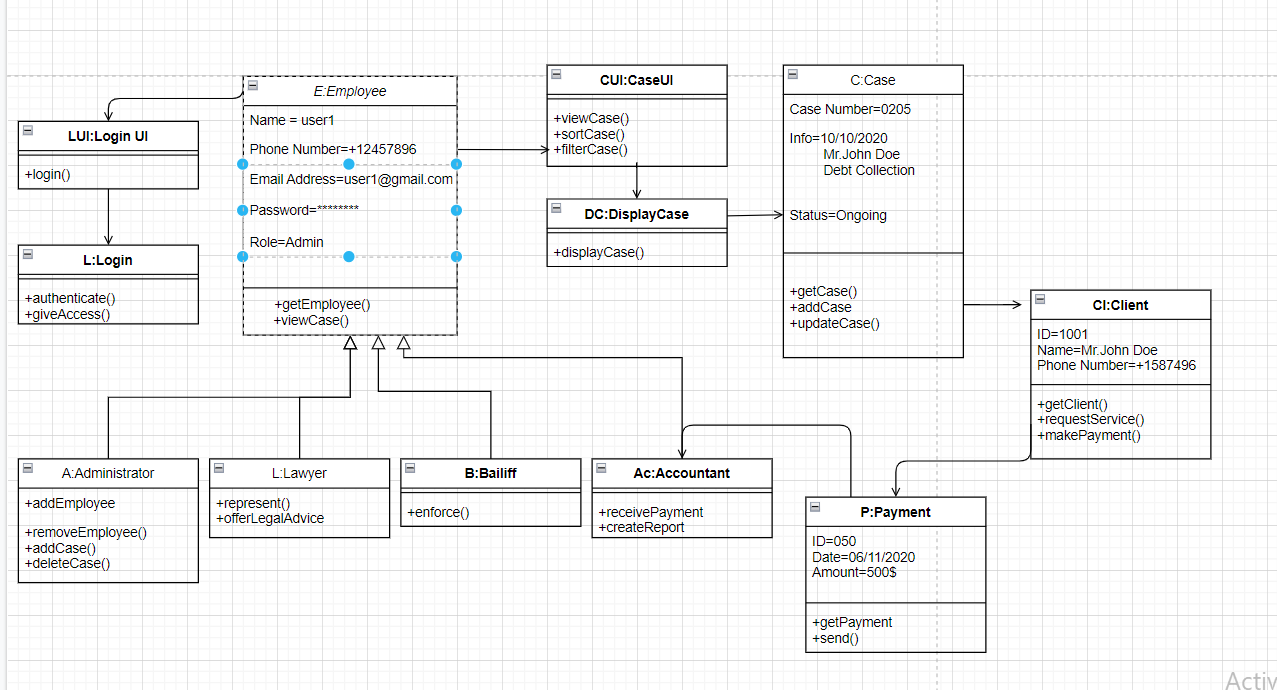 E:Employee
Name = user1
Phone Number=+12457896
Email Address=user1@gmail.com
Password=********
Role=Admin
+getEmployee()
+viewCase()
LUI:Login UI
+login()
L:Login
+authenticate()
+giveAccess()
CUI:CaseUI
+viewCase()
+sortCase()
+filterCase()
DC:DisplayCase
+displayCase()
C:Case
Case Number=0205
Info=10/10/2020
Mr.John Doe
Debt Collection
Status=Ongoing
+getCase()
+addCase
+updateCase()
Cl:Client
ID=1001
Name=Mr.John Doe
Phone Number=+1587496
+getClient()
+requestService()
+makePayment()
A:Administrator
+addEmployee
+removeEmployee()
+addCase()
+deleteCase()
L:Lawyer
+represent()
+offerLegalAdvice
B:Bailiff
+enforce()
Ac:Accountant
+receivePayment
+createReport
P:Payment
ID=050
Date=06/11/2020
Amount=500$
+getPayment
+send()
Activ